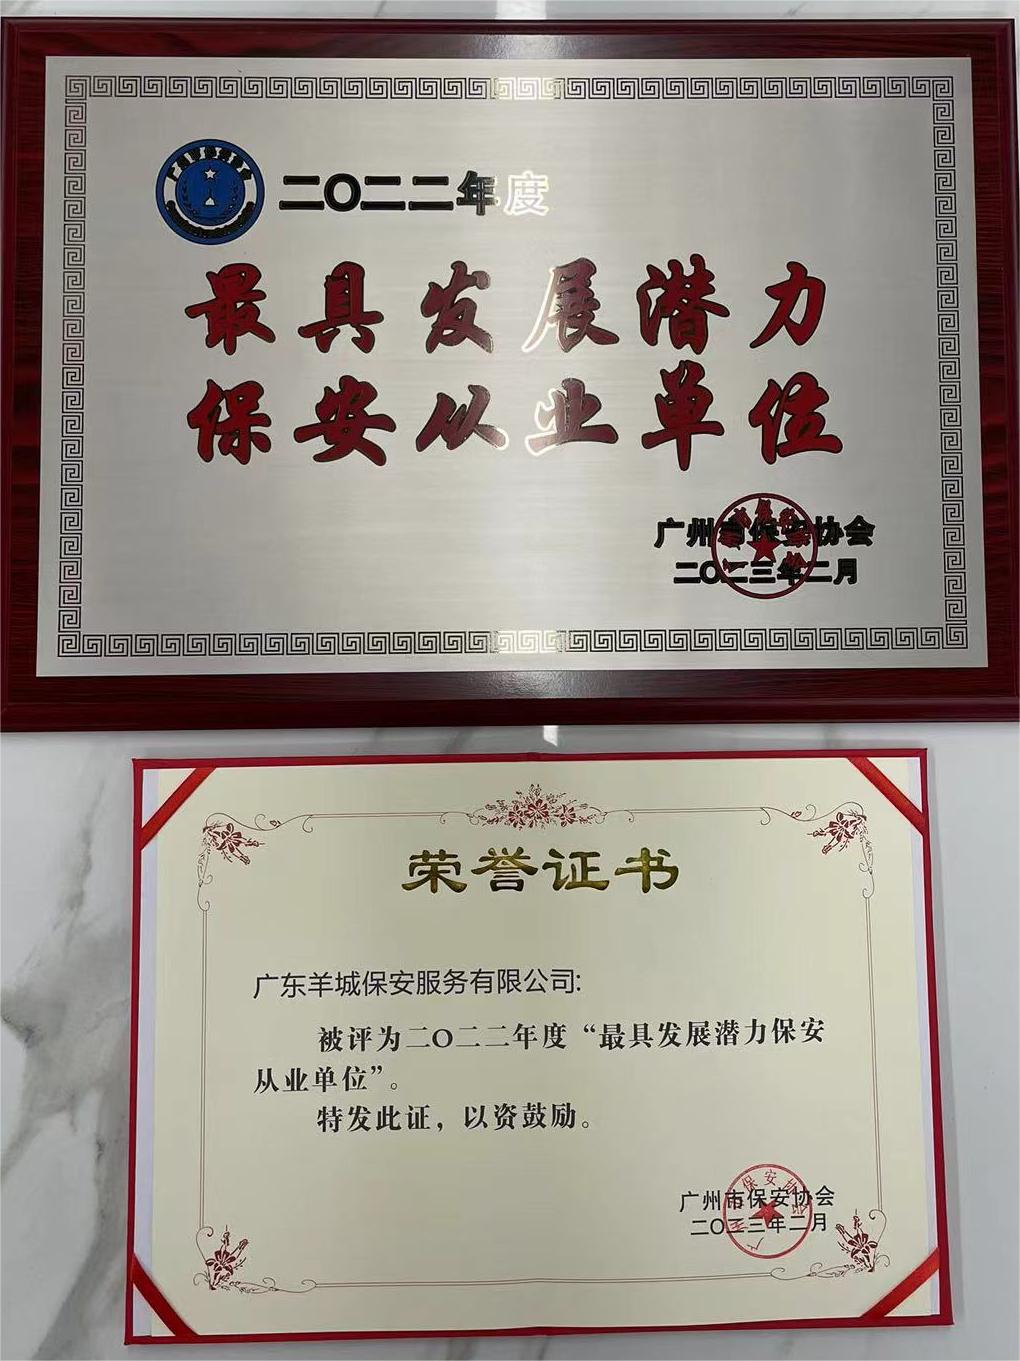 二〇二二年度
最具发展潜力
保安从业单位
广州市保安协会
二〇二三年二月
荣誉证书
广东羊城保安服务有限公司:
被评为二〇二二年度“最具发展潜力保安
从业单位”。
特发此证，以资鼓励。
广州市保安协会
二〇二三年二月